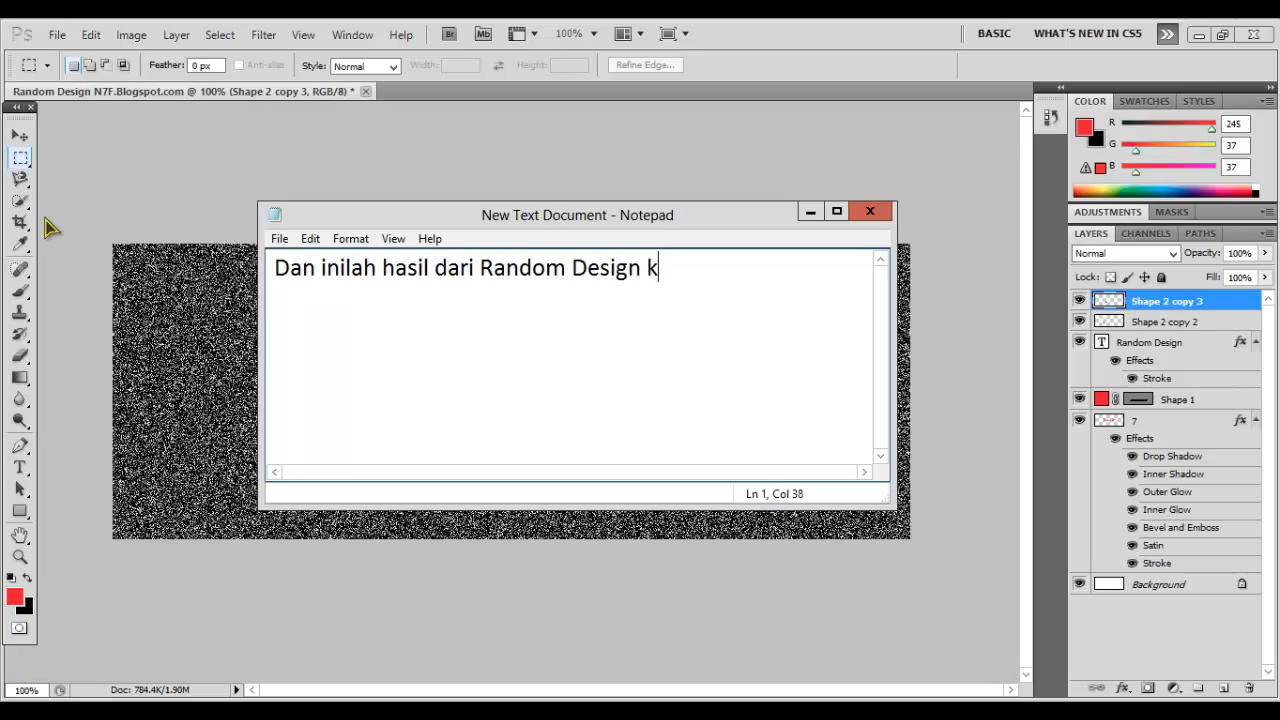 Ps File Edit Image Layer Select Filter View Window Help Br Mb 100% BASIC WHAT'S NEW IN CS5
Feather: 0 px Anti-alias Style: Normal Width: Height: Refine Edge...
Random Design N7F.Blogspot.com @ 100% (Shape 2 copy 3, RGB/8) *
New Text Document - Notepad
File Edit Format View Help
Dan inilah hasil dari Random Design k
Ln 1, Col 38
COLOR SWATCHES STYLES
R 245
G 37
B 37
ADJUSTMENTS MASKS
LAYERS CHANNELS PATHS
Normal Opacity: 100%
Lock: Fill: 100%
Shape 2 copy 3
Shape 2 copy 2
T Random Design fx
Effects
Stroke
Shape 1
7 fx
Effects
Drop Shadow
Inner Shadow
Outer Glow
Inner Glow
Bevel and Emboss
Satin
Stroke
Background
100% Doc: 784.4K/1.90M